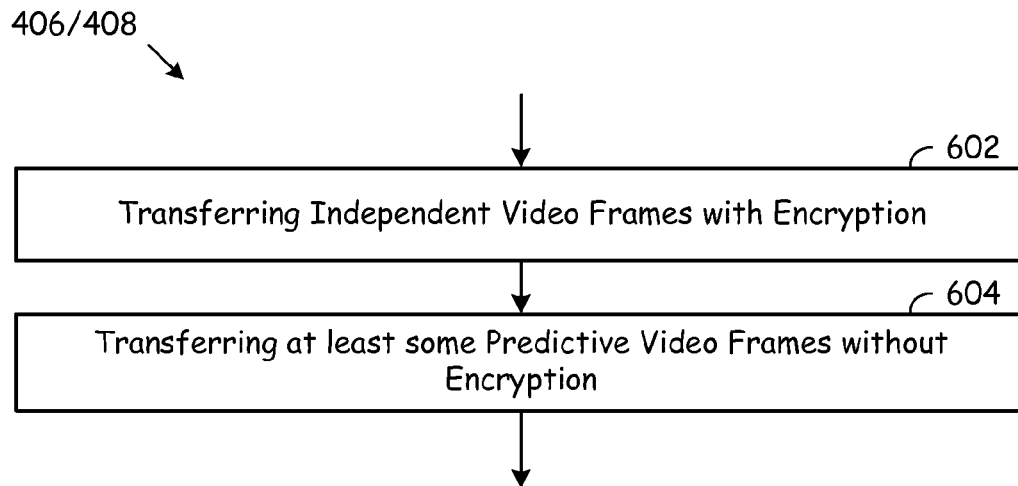 406/408
602
Transferring Independent Video Frames with Encryption
604
Transferring at least some Predictive Video Frames without
Encryption